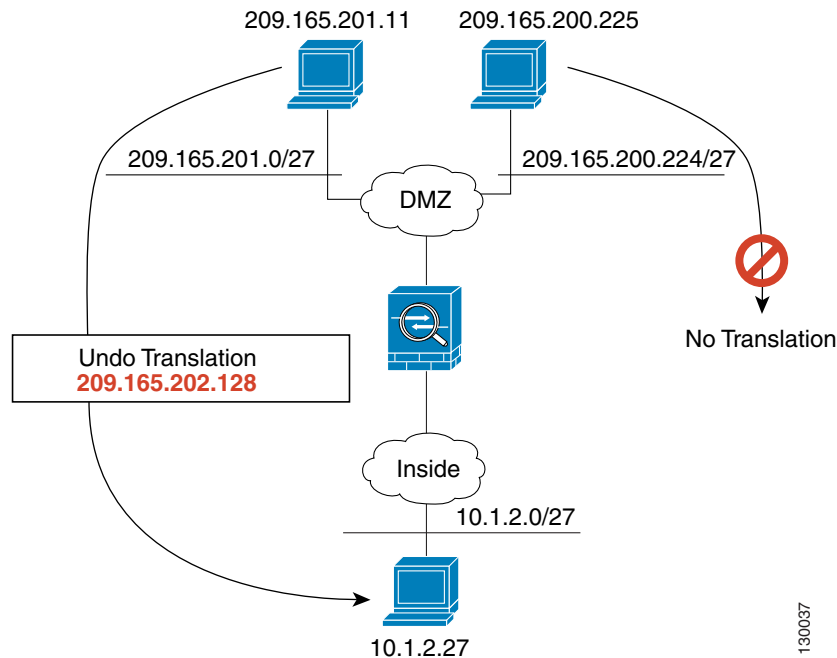 209.165.201.11
209.165.200.225
209.165.201.0/27
209.165.200.224/27
DMZ
No Translation
Undo Translation
209.165.202.128
Inside
10.1.2.0/27
10.1.2.27
130037